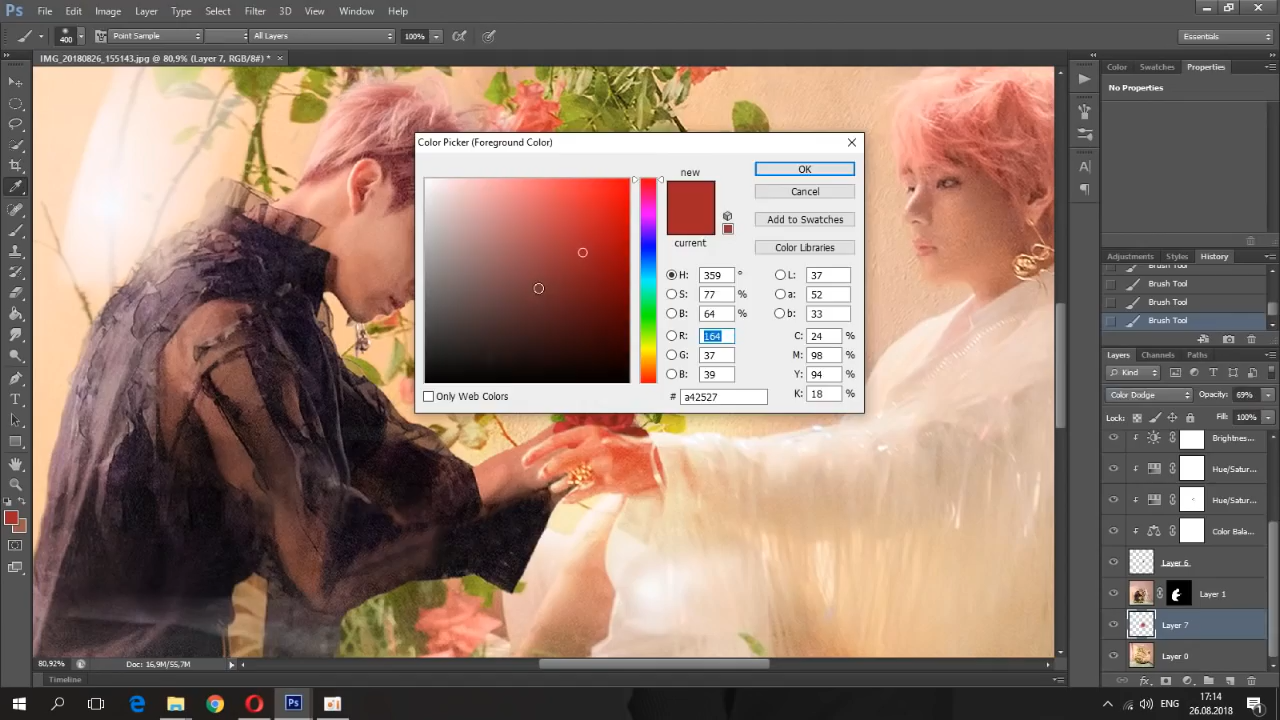 Ps File Edit Image Layer Type Select Filter 3D View Window Help
400 Point Sample All Layers 100% Essentials
IMG_20180826_155143.jpg @ 80,9% (Layer 7, RGB/8#) * ×
Color Swatches Properties
No Properties
Color Picker (Foreground Color)
new
current
OK
Cancel
Add to Swatches
Color Libraries
H: 359 °
S: 77 %
B: 64 %
R: 164
G: 37
B: 39
# a42527
L: 37
a: 52
b: 33
C: 24 %
M: 98 %
Y: 94 %
K: 18 %
Only Web Colors
Adjustments Styles History
Brush Tool
Brush Tool
Brush Tool
Brush Tool
Layers Channels Paths
Kind
Color Dodge Opacity: 69%
Lock: Fill: 100%
Brightnes...
Hue/Satur...
Hue/Satur...
Color Bala...
Layer 6
Layer 1
Layer 7
Layer 0
80,92% Doc: 16,9M/55,7M
Timeline
ENG 17:14
26.08.2018